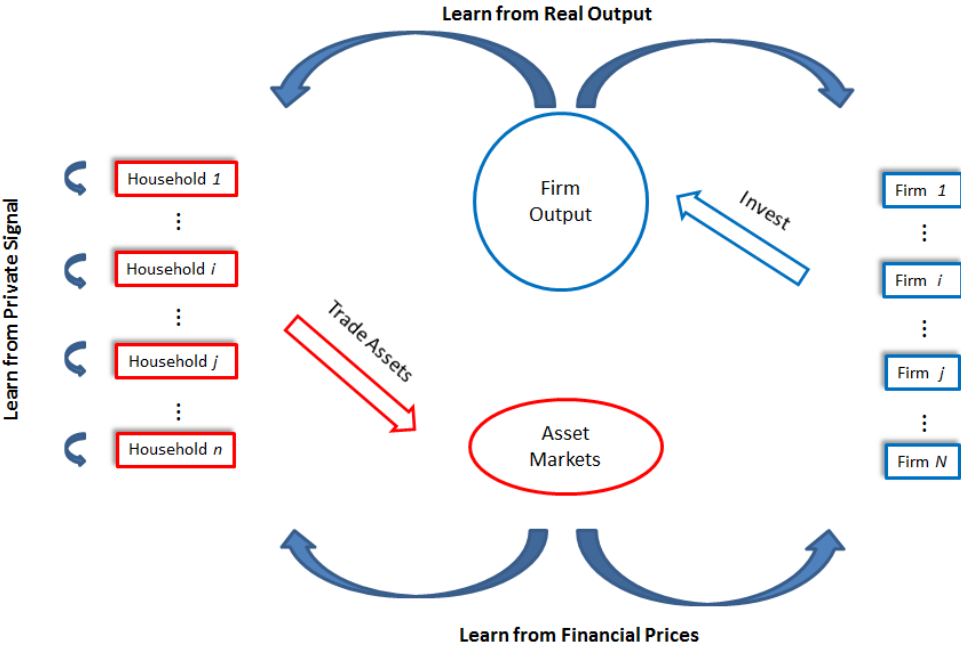 Learn from Real Output
Learn from Private Signal
Household 1
⋮
Household i
⋮
Household j
⋮
Household n
Firm
Output
Invest
Trade Assets
Asset
Markets
Firm 1
⋮
Firm i
⋮
Firm j
⋮
Firm N
Learn from Financial Prices